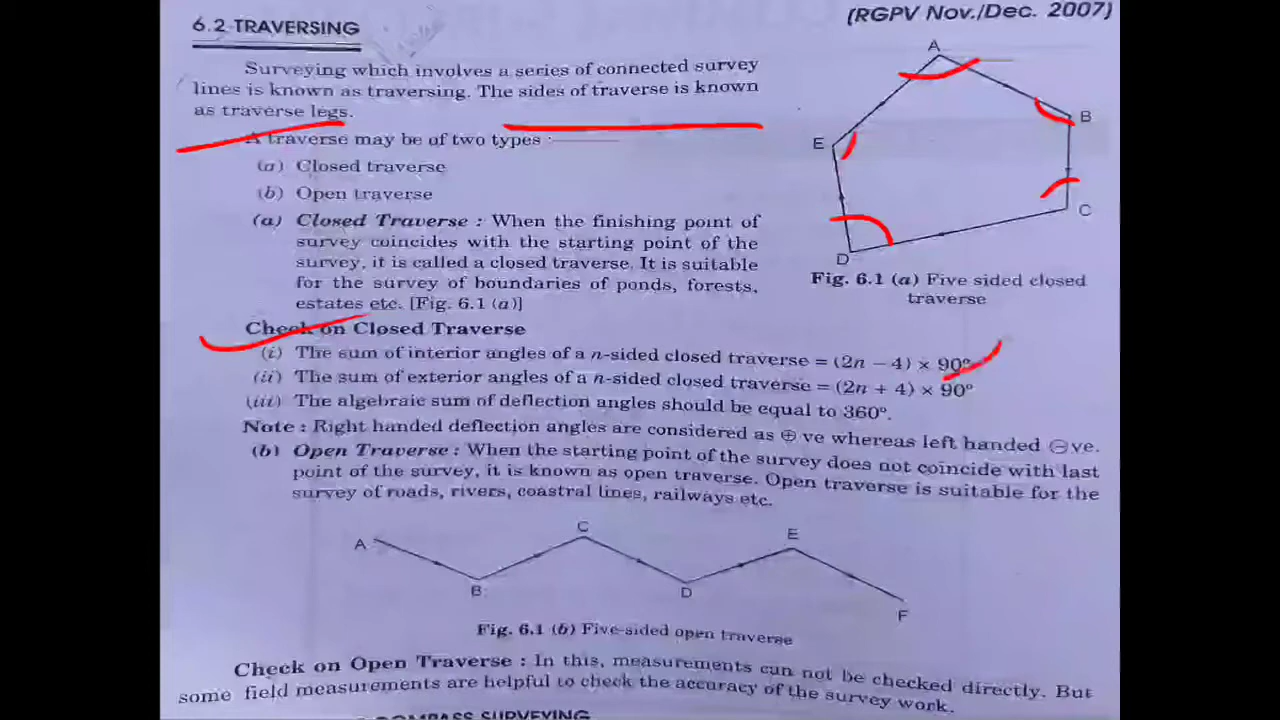 (RGPV Nov./Dec. 2007)
6.2 TRAVERSING
Surveying which involves a series of connected survey
lines is known as traversing. The sides of traverse is known
as traverse legs.
A traverse may be of two types :
(a) Closed traverse
(b) Open traverse
(a) Closed Traverse : When the finishing point of
survey coincides with the starting point of the
survey, it is called a closed traverse. It is suitable
for the survey of boundaries of ponds, forests,
estates etc. [Fig. 6.1 (a)]
A
B
E
C
D
Fig. 6.1 (a) Five sided closed
traverse
Check on Closed Traverse
(i) The sum of interior angles of a n-sided closed traverse = (2n − 4) × 90°
(ii) The sum of exterior angles of a n-sided closed traverse = (2n + 4) × 90°
(iii) The algebraic sum of deflection angles should be equal to 360°.
Note : Right handed deflection angles are considered as ⊕ ve whereas left handed ⊖ve.
(b) Open Traverse : When the starting point of the survey does not coincide with last
point of the survey, it is known as open traverse. Open traverse is suitable for the
survey of roads, rivers, coastral lines, railways etc.
A
B
C
D
E
F
Fig. 6.1 (b) Five-sided open traverse
Check on Open Traverse : In this, measurements can not be checked directly. But
some field measurements are helpful to check the accuracy of the survey work.
COMPASS SURVEYING